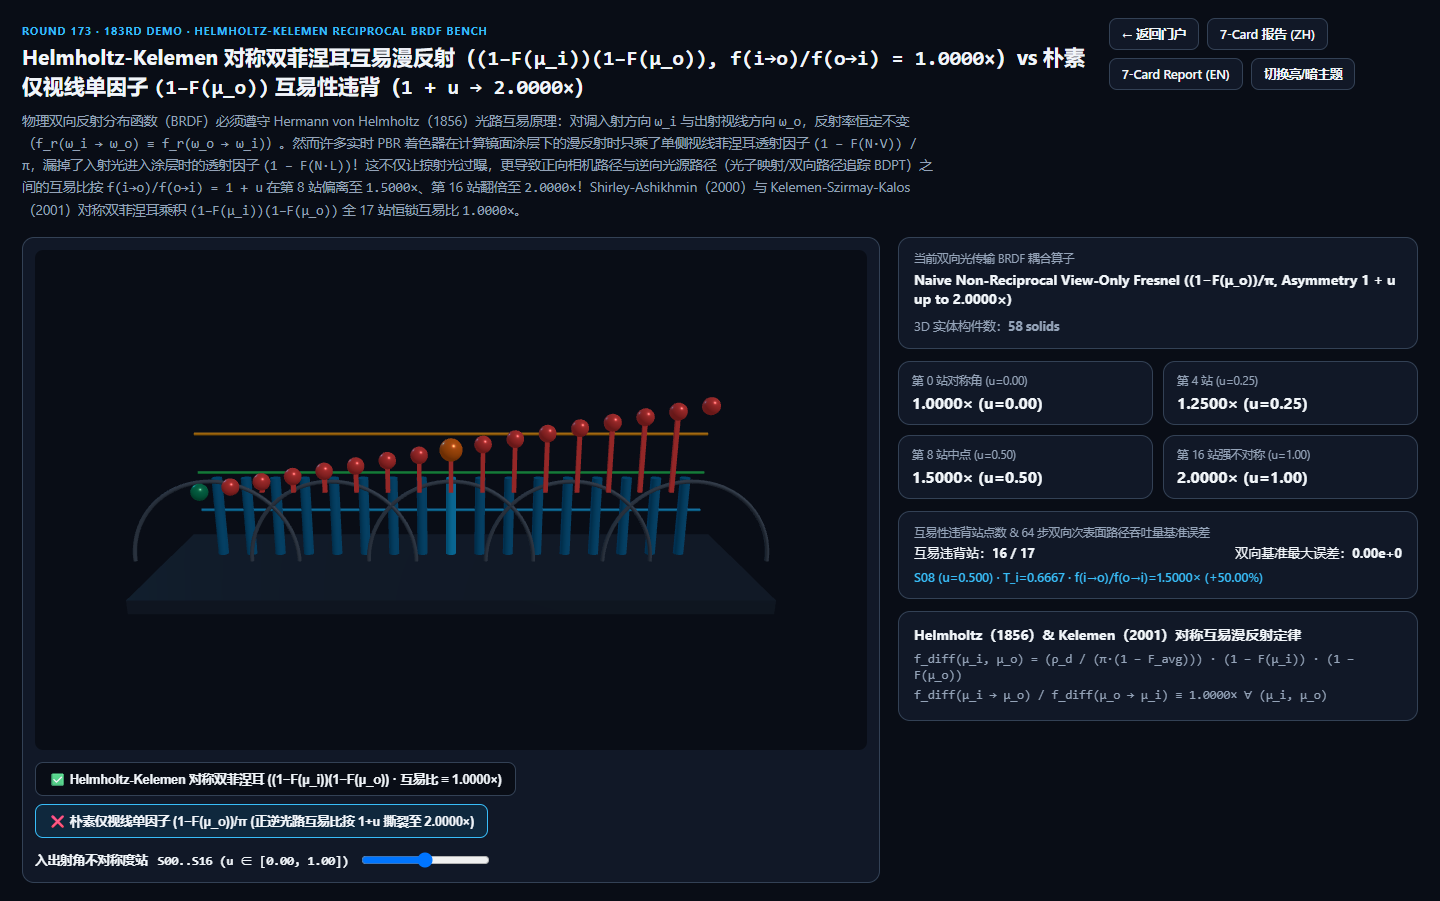 ROUND 173 · 183RD DEMO · HELMHOLTZ-KELEMEN RECIPROCAL BRDF BENCH
Helmholtz-Kelemen 对称双菲涅耳互易漫反射（(1−F(μ_i))(1−F(μ_o)), f(i→o)/f(o→i) = 1.0000×）vs 朴素
仅视线单因子 (1−F(μ_o)) 互易性违背（1 + u → 2.0000×）
← 返回门户
7-Card 报告 (ZH)
7-Card Report (EN)
切换亮/暗主题
物理双向反射分布函数（BRDF）必须遵守 Hermann von Helmholtz（1856）光路互易原理：对调入射方向 ω_i 与出射视线方向 ω_o，反射率恒定不变
（f_r(ω_i → ω_o) ≡ f_r(ω_o → ω_i)）。然而许多实时 PBR 着色器在计算镜面涂层下的漫反射时只乘了单侧视线菲涅耳透射因子 (1 − F(N·V)) /
π，漏掉了入射光进入涂层时的透射因子 (1 − F(N·L))！这不仅让掠射光过曝，更导致正向相机路径与逆向光源路径（光子映射/双向路径追踪 BDPT）之
间的互易比按 f(i→o)/f(o→i) = 1 + u 在第 8 站偏离至 1.5000×、第 16 站翻倍至 2.0000×！Shirley-Ashikhmin（2000）与 Kelemen-Szirmay-Kalos
（2001）对称双菲涅耳乘积 (1−F(μ_i))(1−F(μ_o)) 全 17 站恒锁互易比 1.0000×。
当前双向光传输 BRDF 耦合算子
Naive Non-Reciprocal View-Only Fresnel ((1−F(μ_o))/π, Asymmetry 1 + u
up to 2.0000×)
3D 实体构件数：58 solids
第 0 站对称角 (u=0.00)
1.0000× (u=0.00)
第 4 站 (u=0.25)
1.2500× (u=0.25)
第 8 站中点 (u=0.50)
1.5000× (u=0.50)
第 16 站强不对称 (u=1.00)
2.0000× (u=1.00)
互易性违背站点数 & 64 步双向次表面路径吞吐量基准误差
互易违背站：16 / 17
双向基准最大误差：0.00e+0
S08 (u=0.500) · T_i=0.6667 · f(i→o)/f(o→i)=1.5000× (+50.00%)
Helmholtz（1856）& Kelemen（2001）对称互易漫反射定律
f_diff(μ_i, μ_o) = (ρ_d / (π·(1 − F_avg))) · (1 − F(μ_i)) · (1 −
F(μ_o))
f_diff(μ_i → μ_o) / f_diff(μ_o → μ_i) ≡ 1.0000× ∀ (μ_i, μ_o)
✅ Helmholtz-Kelemen 对称双菲涅耳 ((1−F(μ_i))(1−F(μ_o)) · 互易比 ≡ 1.0000×)
❌ 朴素仅视线单因子 (1−F(μ_o))/π (正逆光路互易比按 1+u 撕裂至 2.0000×)
入出射角不对称度站 S00..S16 (u ∈ [0.00, 1.00])